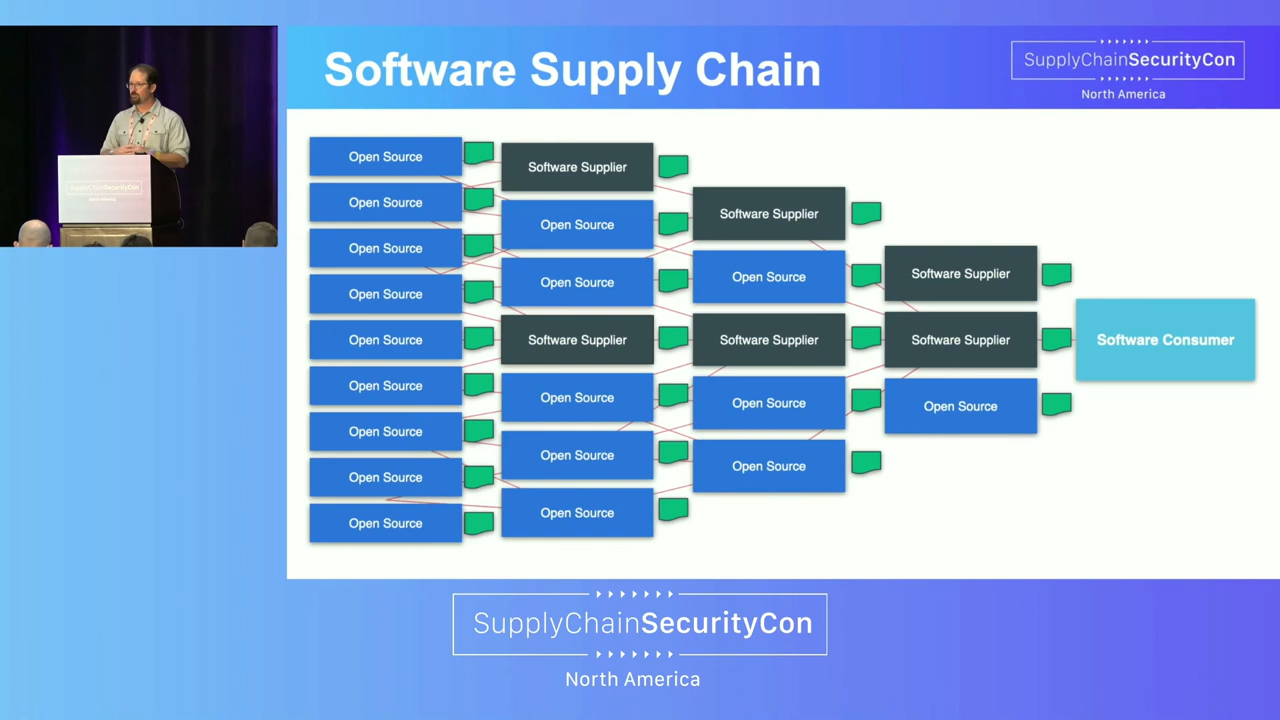 Software Supply Chain
SupplyChainSecurityCon
North America
SupplyChainSecurityCon
North America
Open Source
Open Source
Open Source
Open Source
Open Source
Open Source
Open Source
Open Source
Open Source
Software Supplier
Open Source
Open Source
Software Supplier
Open Source
Open Source
Open Source
Software Supplier
Open Source
Software Supplier
Open Source
Open Source
Software Supplier
Software Supplier
Open Source
Software Consumer
SupplyChainSecurityCon
North America